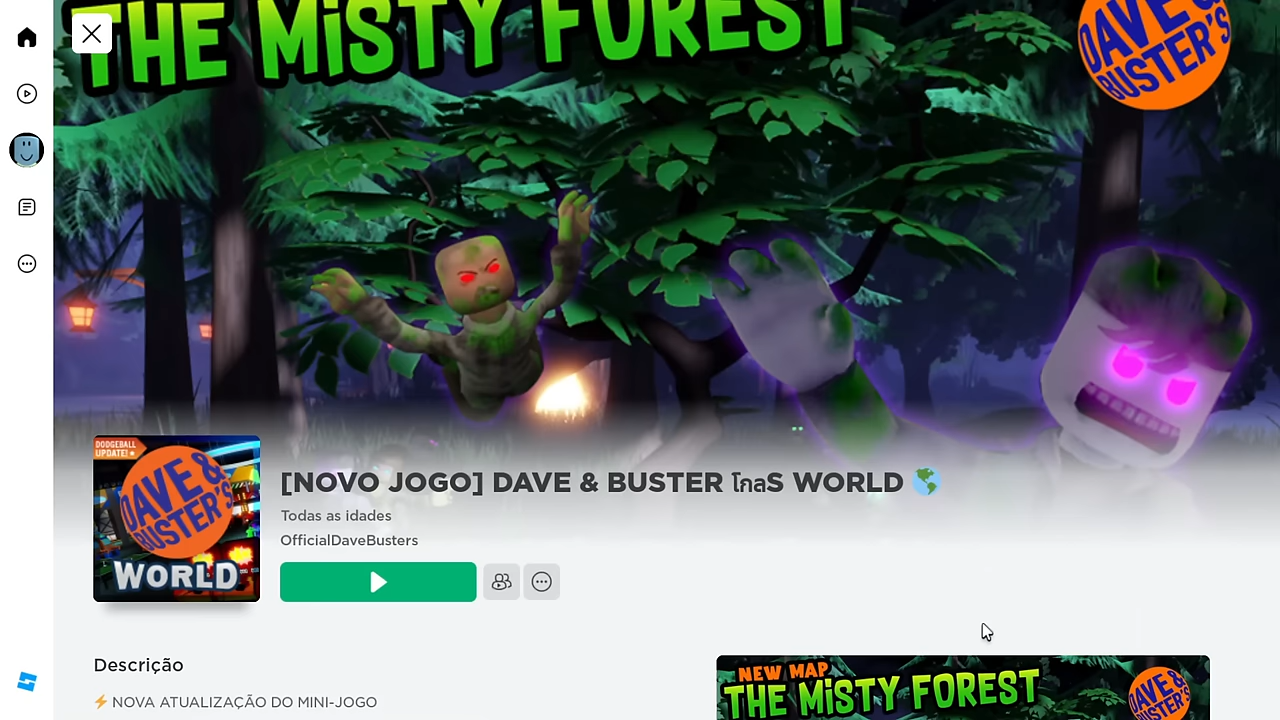 THE MISTY FOREST
DAVE &
BUSTER'S
DODGEBALL
UPDATE!
DAVE &
BUSTER'S
WORLD
[NOVO JOGO] DAVE & BUSTER โกลS WORLD 🌎
Todas as idades
OfficialDaveBusters
Descrição
⚡ NOVA ATUALIZAÇÃO DO MINI-JOGO
NEW MAP
THE MISTY FOREST
DAVE &
BUSTER'S